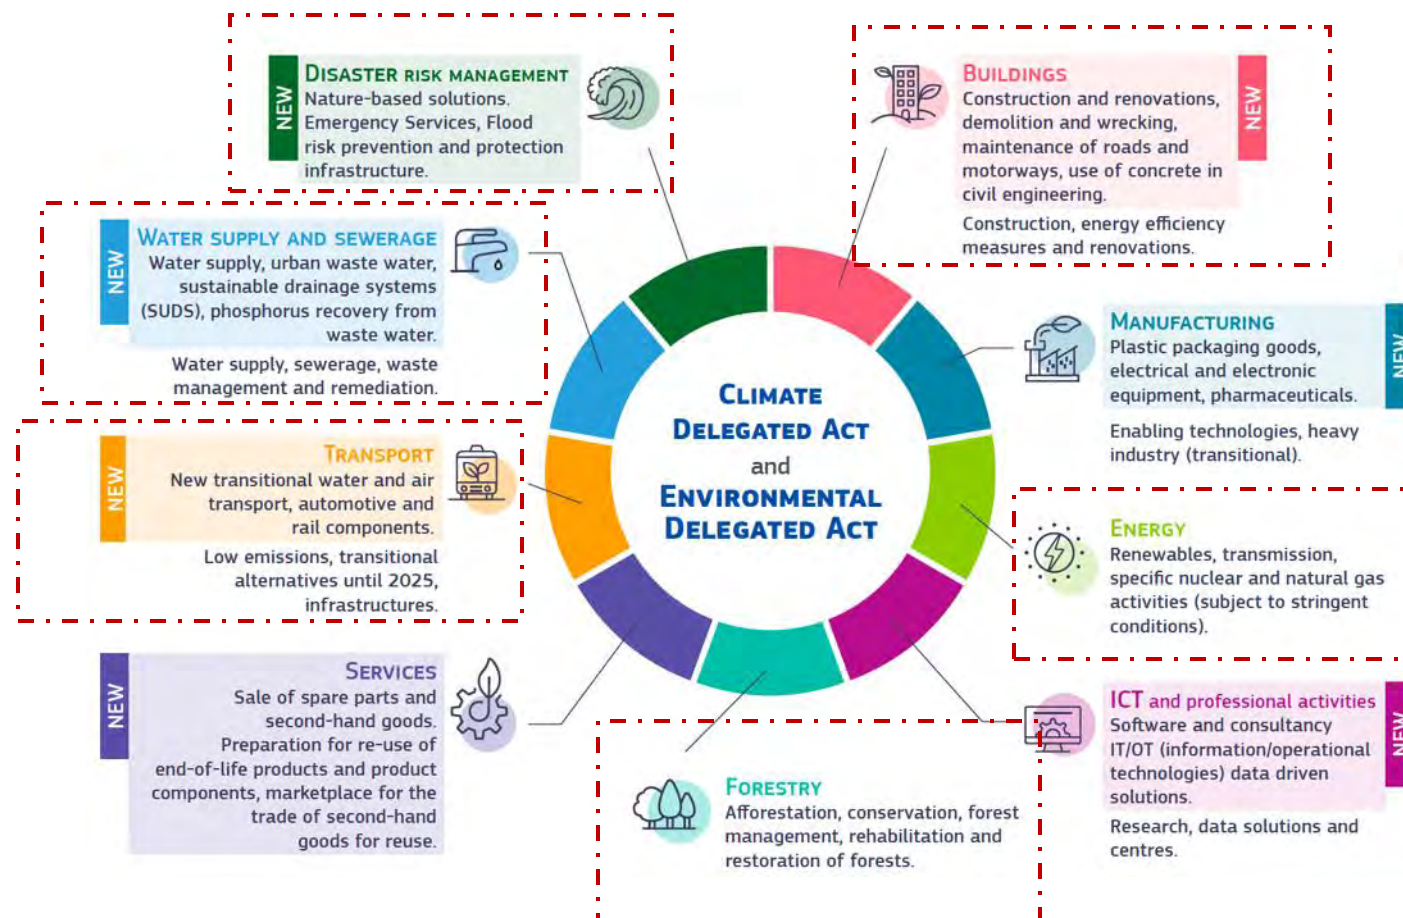 NEW
DISASTER RISK MANAGEMENT
Nature-based solutions.
Emergency Services, Flood
risk prevention and protection
infrastructure.
BUILDINGS
Construction and renovations,
demolition and wrecking,
maintenance of roads and
motorways, use of concrete in
civil engineering.
Construction, energy efficiency
measures and renovations.
NEW
NEW
WATER SUPPLY AND SEWERAGE
Water supply, urban waste water,
sustainable drainage systems
(SUDS), phosphorus recovery from
waste water.
Water supply, sewerage, waste
management and remediation.
MANUFACTURING
Plastic packaging goods,
electrical and electronic
equipment, pharmaceuticals.
Enabling technologies, heavy
industry (transitional).
NEW
CLIMATE
DELEGATED ACT
and
ENVIRONMENTAL
DELEGATED ACT
NEW
TRANSPORT
New transitional water and air
transport, automotive and
rail components.
Low emissions, transitional
alternatives until 2025,
infrastructures.
ENERGY
Renewables, transmission,
specific nuclear and natural gas
activities (subject to stringent
conditions).
NEW
SERVICES
Sale of spare parts and
second-hand goods.
Preparation for re-use of
end-of-life products and product
components, marketplace for the
trade of second-hand
goods for reuse.
FORESTRY
Afforestation, conservation, forest
management, rehabilitation and
restoration of forests.
ICT and professional activities
Software and consultancy
IT/OT (information/operational
technologies) data driven
solutions.
Research, data solutions and
centres.
NEW